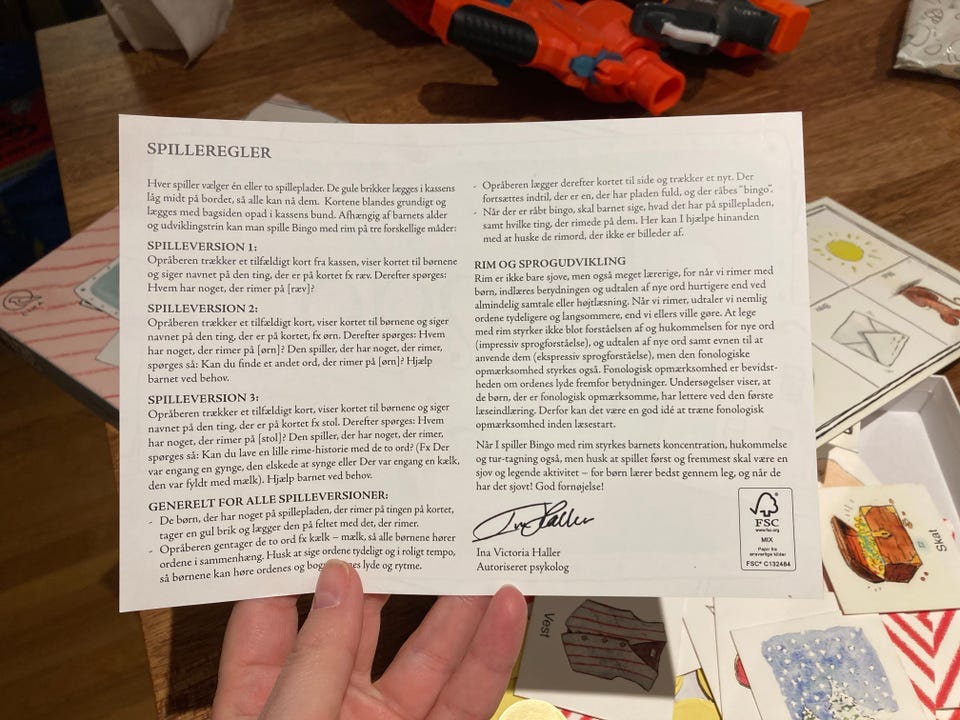 SPILLEREGLER
Hver spiller vælger én eller to spilleplader. De gule brikker lægges i kassens
låg midt på bordet, så alle kan nå dem. Kortene blandes grundigt og
lægges med bagsiden opad i kassens bund. Afhængig af barnets alder
og udviklingstrin kan man spille Bingo med rim på tre forskellige måder:
SPILLEVERSION 1:
Opråberen trækker et tilfældigt kort fra kassen, viser kortet til børnene
og siger navnet på den ting, der er på kortet fx ræv. Derefter spørges:
Hvem har noget, der rimer på [ræv]?
SPILLEVERSION 2:
Opråberen trækker et tilfældigt kort, viser kortet til børnene og siger
navnet på den ting, der er på kortet, fx ørn. Derefter spørges: Hvem
har noget, der rimer på [ørn]? Den spiller, der har noget, der rimer,
spørges så: Kan du finde et andet ord, der rimer på [ørn]? Hjælp
barnet ved behov.
SPILLEVERSION 3:
Opråberen trækker et tilfældigt kort, viser kortet til børnene og siger
navnet på den ting, der er på kortet fx stol. Derefter spørges: Hvem
har noget, der rimer på [stol]? Den spiller, der har noget, der rimer,
spørges så: Kan du lave en lille rime-historie med de to ord? (Fx Der
var engang en gynge, den elskede at synge eller Der var engang en kælk,
den var fyldt med mælk). Hjælp barnet ved behov.
GENERELT FOR ALLE SPILLEVERSIONER:
- De børn, der har noget på spillepladen, der rimer på tingen på kortet,
tager en gul brik og lægger den på feltet med det, der rimer.
- Opråberen gentager de to ord fx kælk – mælk, så alle børnene hører
ordene i sammenhæng. Husk at sige ordene tydeligt og i roligt tempo,
så børnene kan høre ordenes og lyde og rytme.
- Opråberen lægger derefter kortet til side og trækker et nyt. Der
fortsættes indtil, der er en, der har pladen fuld, og der råbes "bingo".
- Når der er råbt bingo, skal barnet sige, hvad det har på spillepladen,
samt hvilke ting, der rimede på dem. Her kan I hjælpe hinanden
med at huske de rimord, der ikke er billeder af.
RIM OG SPROGUDVIKLING
Rim er ikke bare sjove, men også meget lærerige, for når vi rimer med
børn, indlæres betydningen og udtalen af nye ord hurtigere end ved
almindelig samtale eller højtlæsning. Når vi rimer, udtaler vi nemlig
ordene tydeligere og langsommere, end vi ellers ville gøre. At lege
med rim styrker ikke blot forståelsen af og hukommelsen for nye ord
(impressiv sprogforståelse), og udtalen af nye ord samt evnen til at
anvende dem (ekspressiv sprogforståelse), men den fonologiske
opmærksomhed styrkes også. Fonologisk opmærksomhed er bevidst-
heden om ordenes lyde fremfor betydninger. Undersøgelser viser, at
de børn, der er fonologisk opmærksomme, har lettere ved den første
læseindlæring. Derfor kan det være en god idé at træne fonologisk
opmærksomhed inden læsestart.
Når I spiller Bingo med rim styrkes barnets koncentration, hukommelse
og tur-tagning også, men husk at spillet først og fremmest skal være en
sjov og legende aktivitet – for børn lærer bedst gennem leg, og når de
har det sjovt! God fornøjelse!
Ina Victoria Haller
Autoriseret psykolog
FSC
www.fsc.org
MIX
Papir fra
ansvarlige kilder
FSC® C132484
Skat
Vest